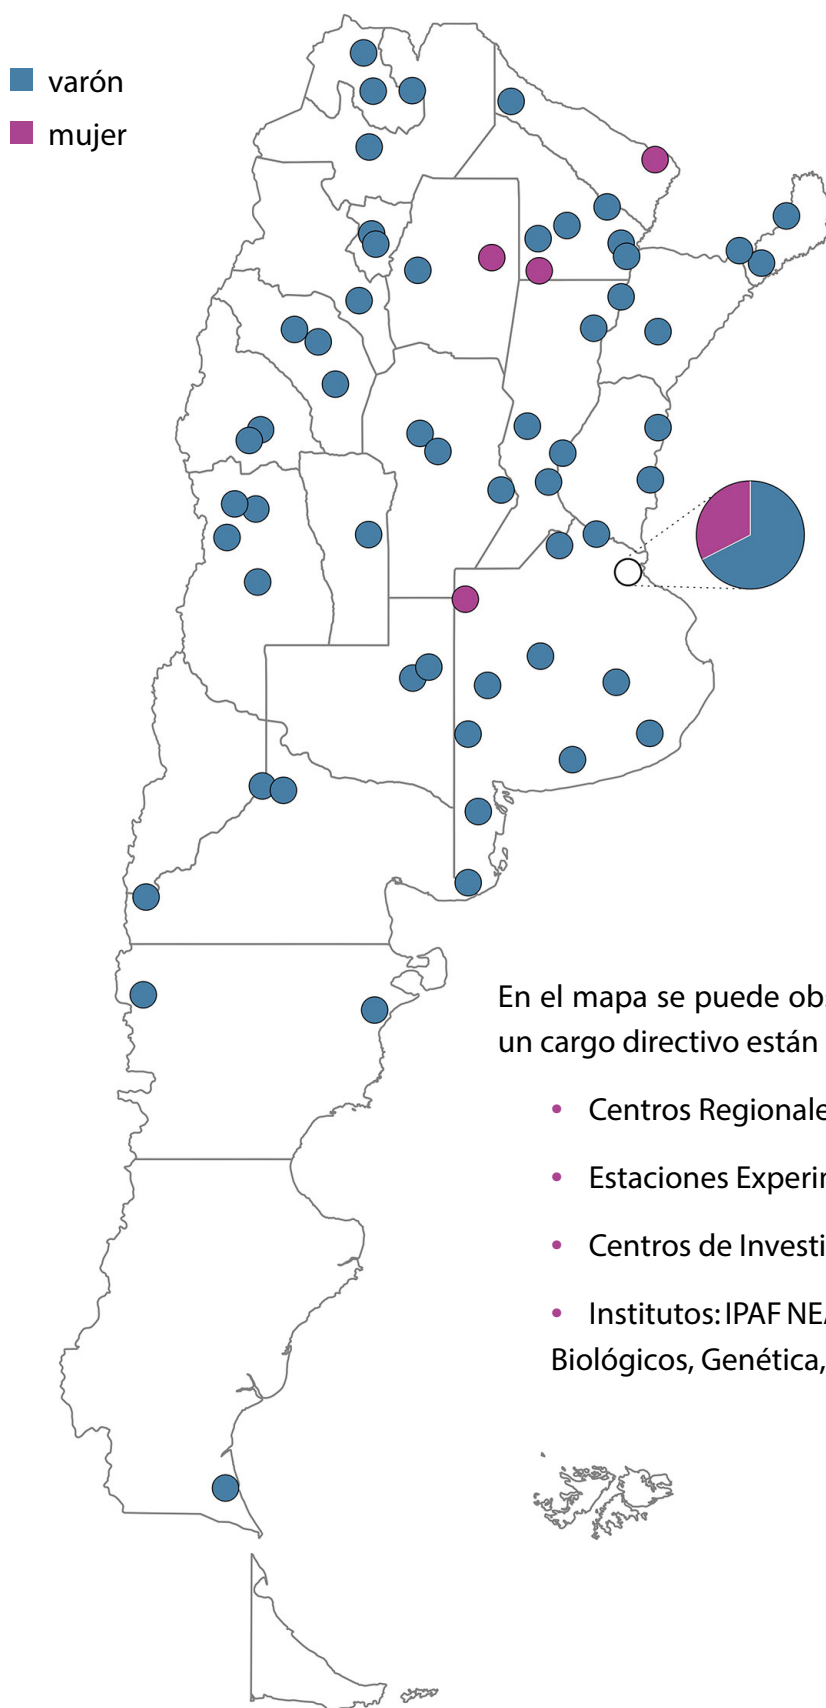 varón
mujer
En el mapa se puede ob
un cargo directivo están
• Centros Regionale
• Estaciones Experi
• Centros de Investi
• Institutos: IPAF NE
Biológicos, Genética,